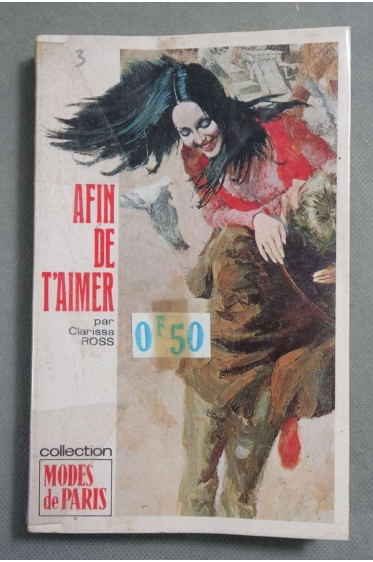 3
AFIN
DE
T'AIMER
par
Clarissa
ROSS
0F50
collection
MODES
de PARIS